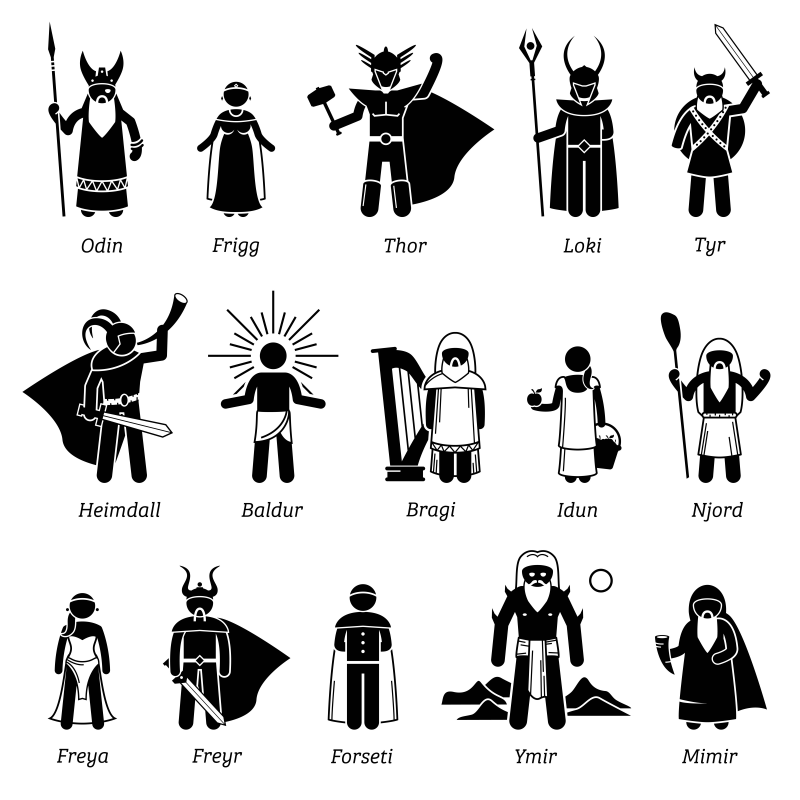 Odin
Frigg
Thor
Loki
Tyr
Heimdall
Baldur
Bragi
Idun
Njord
Freya
Freyr
Forseti
Ymir
Mimir